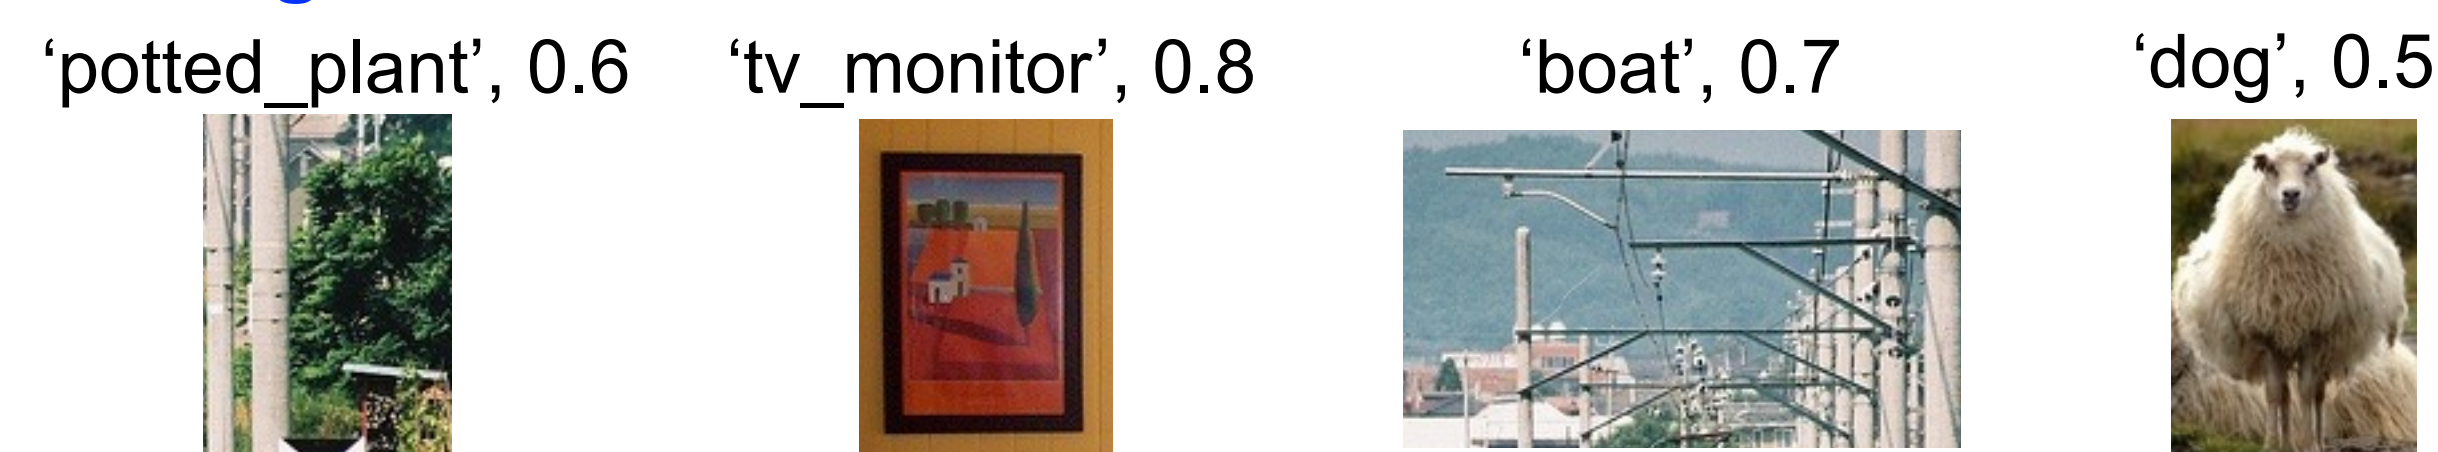 ‘potted_plant’, 0.6 ‘tv_monitor’, 0.8 ‘boat’, 0.7 ‘dog’, 0.5